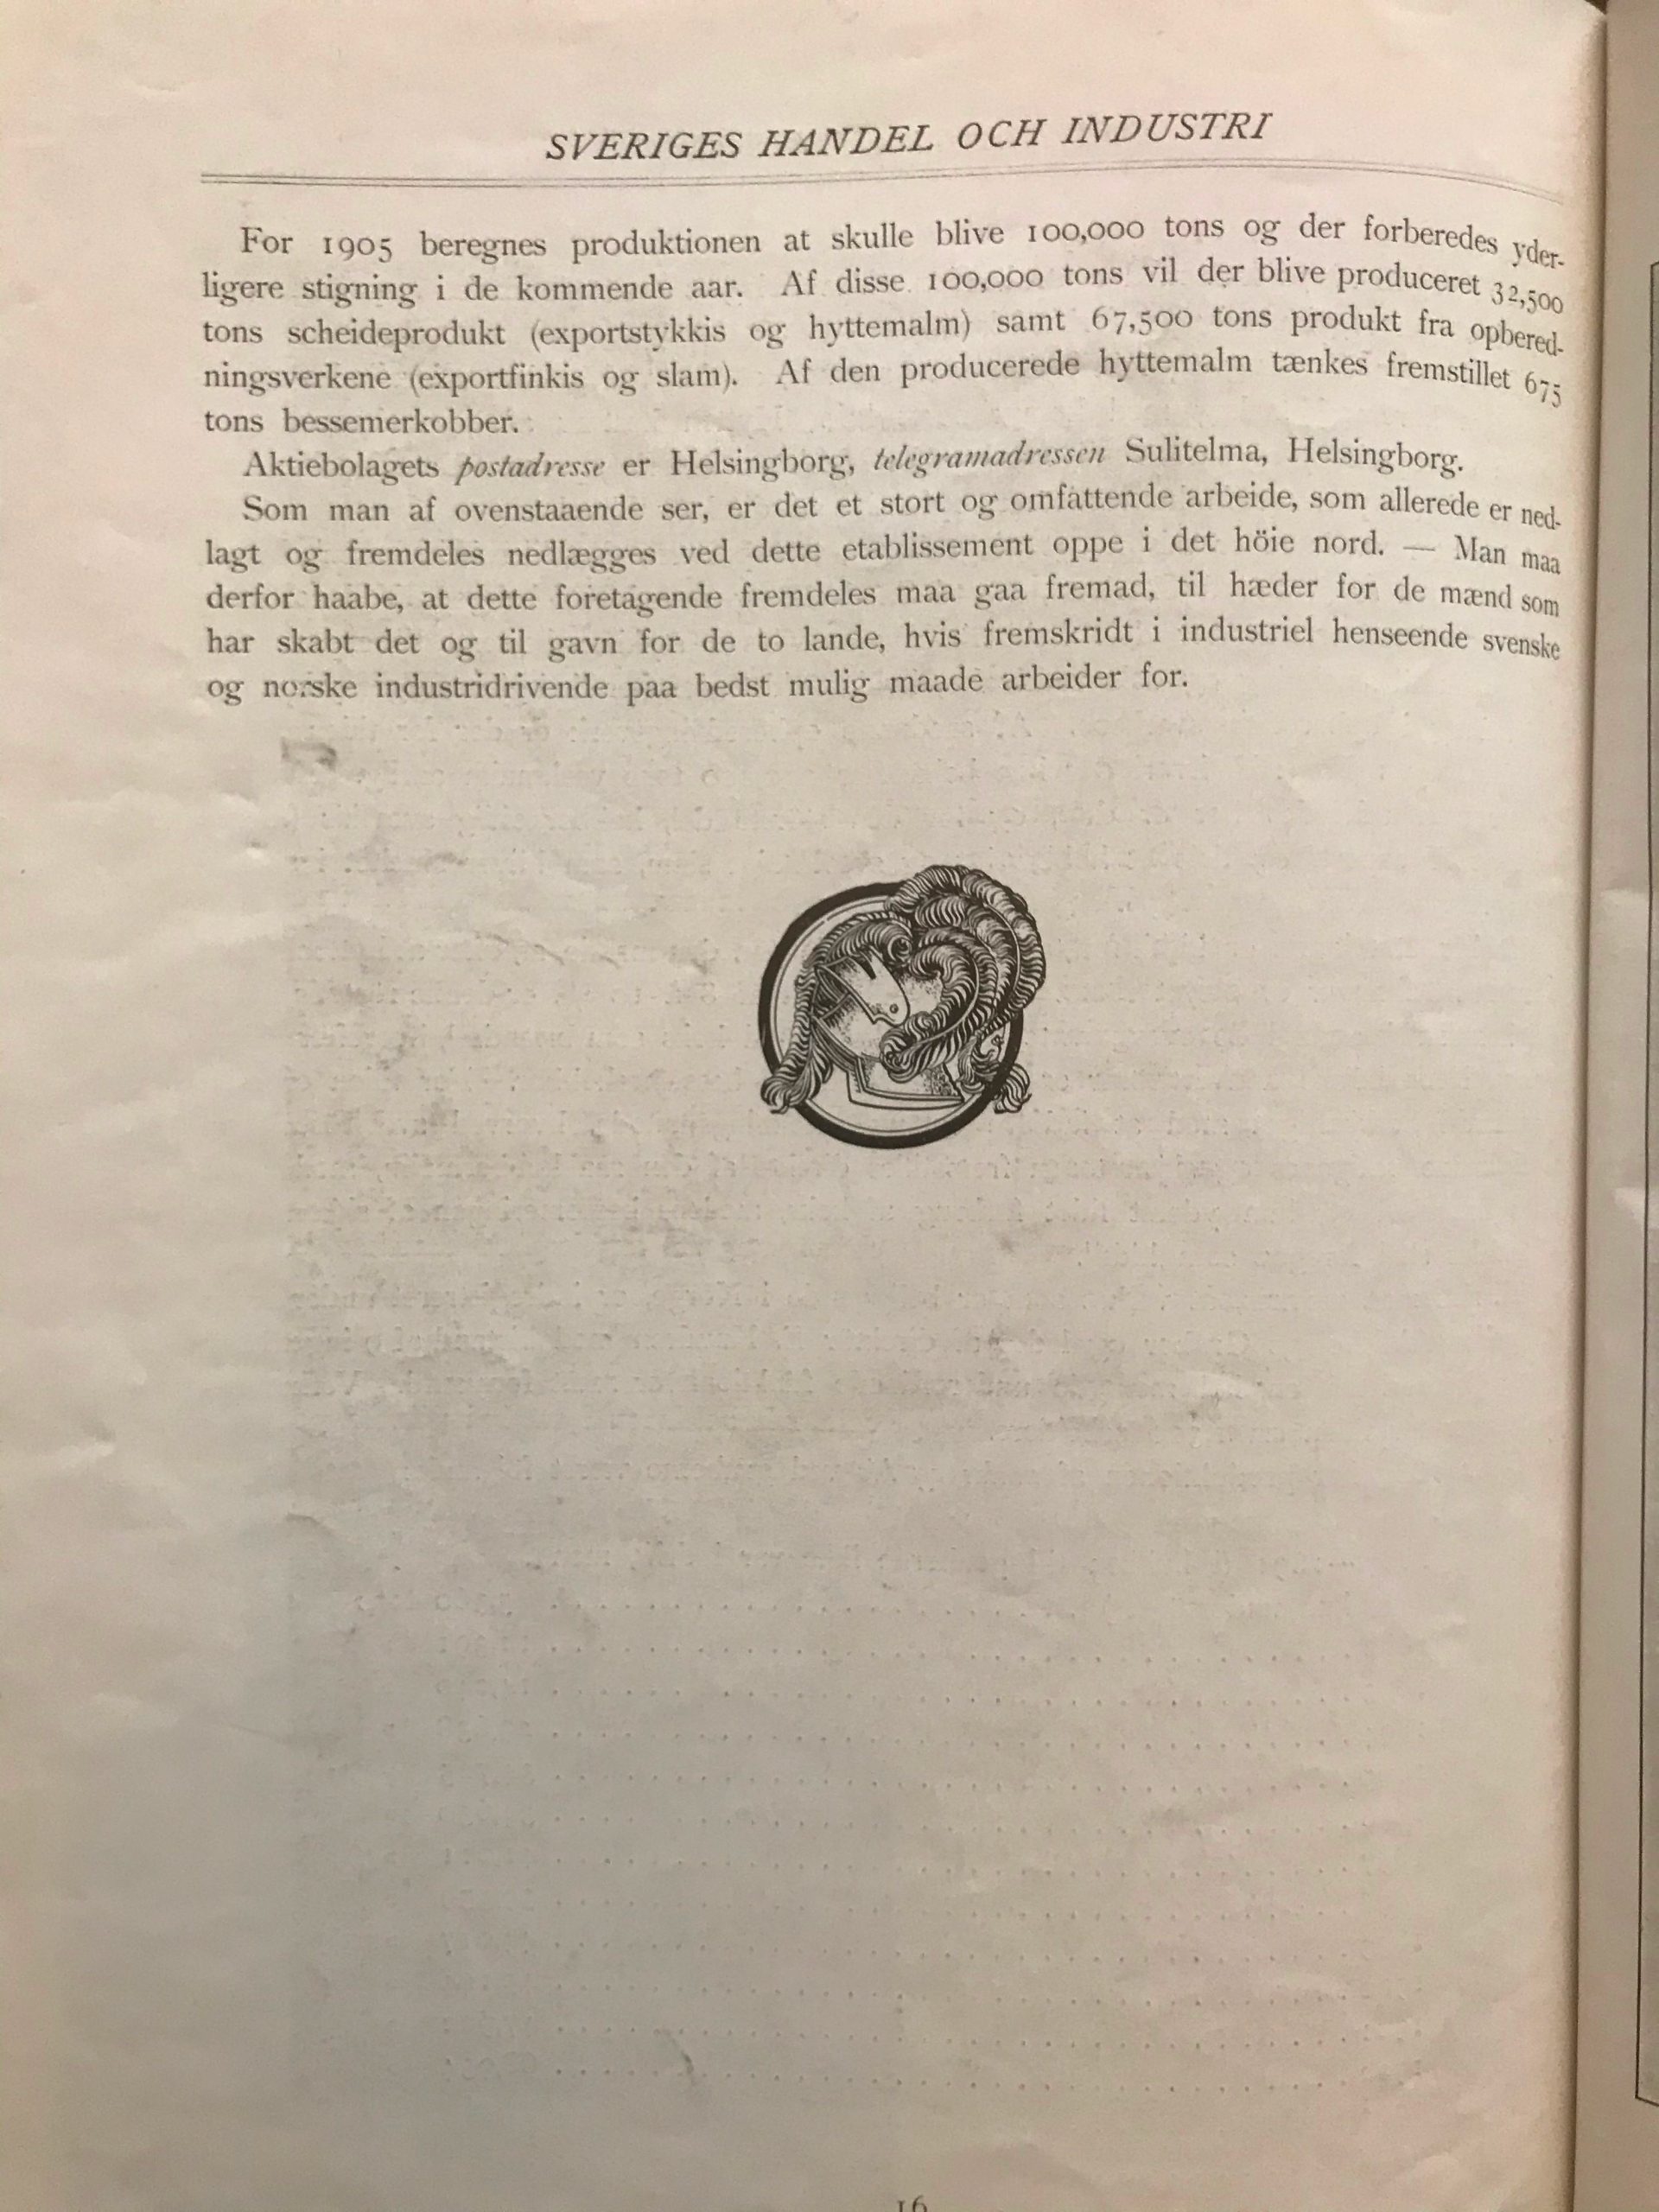 SVERIGES HANDEL OCH INDUSTRI
For 1905 beregnes produktionen at skulle blive 100,000 tons og der forberedes yder-
ligere stigning i de kommende aar. Af disse 100,000 tons vil der blive produceret 32,500
tons scheideprodukt (exportstykkis og hyttemalm) samt 67,500 tons produkt fra opbered-
ningsverkene (exportfinkis og slam). Af den producerede hyttemalm tænkes fremstillet 675
tons bessemerkobber.
Aktiebolagets postadresse er Helsingborg, telegramadressen Sulitelma, Helsingborg.
Som man af ovenstaaende ser, er det et stort og omfattende arbeide, som allerede er ned-
lagt og fremdeles nedlægges ved dette etablissement oppe i det höie nord. — Man maa
derfor haabe, at dette foretagende fremdeles maa gaa fremad, til hæder for de mænd som
har skabt det og til gavn for de to lande, hvis fremskridt i industriel henseende svenske
og norske industridrivende paa bedst mulig maade arbeider for.
16